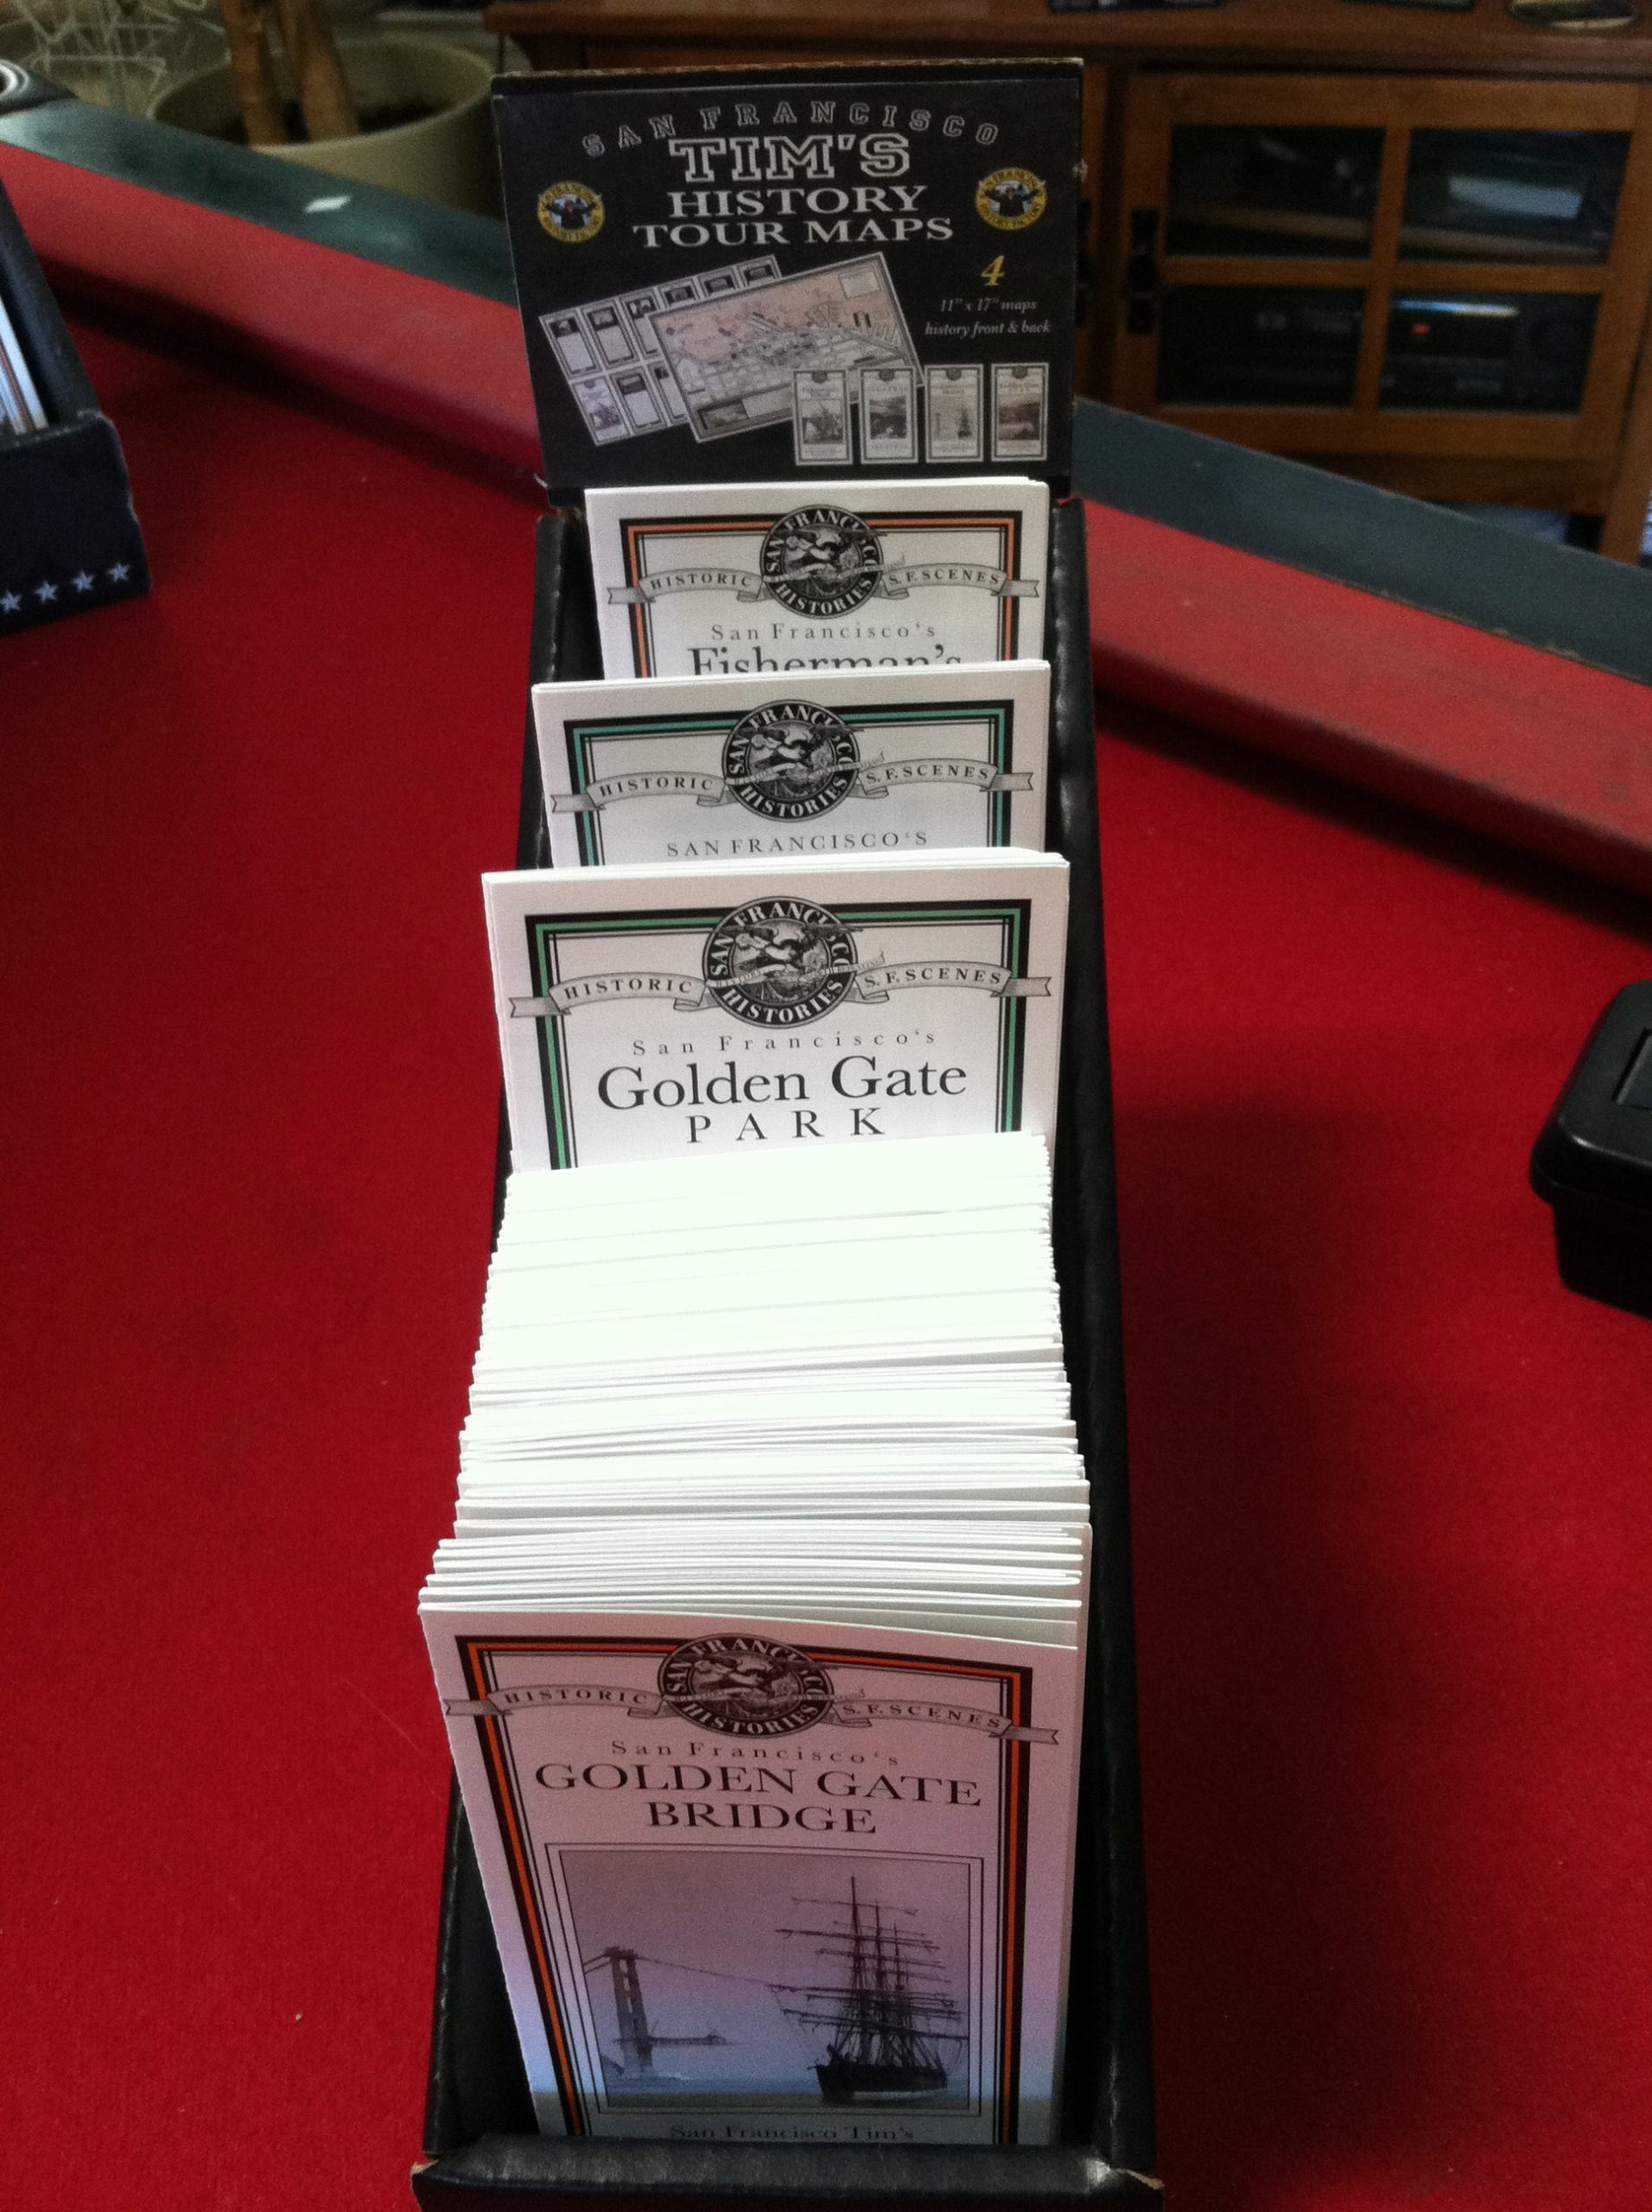 SAN FRANCISCO
TIM'S
HISTORY
TOUR MAPS
4
11" x 17" maps
history front & back
SAN FRANCISCO
HISTORIES
HISTORIC
S.F. SCENES
San Francisco's
Fisherman's
SAN FRANCISCO
HISTORIES
HISTORIC
S.F. SCENES
SAN FRANCISCO'S
SAN FRANCISCO
HISTORIES
HISTORIC
S.F. SCENES
San Francisco's
Golden Gate
PARK
SAN FRANCISCO
HISTORIES
HISTORIC
S.F. SCENES
San Francisco's
GOLDEN GATE
BRIDGE
San Francisco Tim's